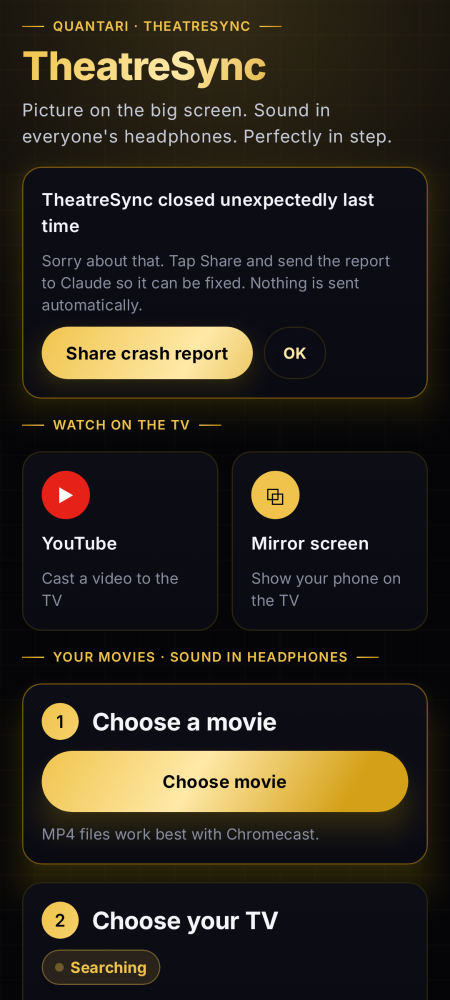 QUANTARI · THEATRESYNC
TheatreSync
Picture on the big screen. Sound in
everyone's headphones. Perfectly in step.
TheatreSync closed unexpectedly last
time
Sorry about that. Tap Share and send the report
to Claude so it can be fixed. Nothing is sent
automatically.
Share crash report
OK
WATCH ON THE TV
YouTube
Cast a video to the
TV
Mirror screen
Show your phone on
the TV
YOUR MOVIES · SOUND IN HEADPHONES
1 Choose a movie
Choose movie
MP4 files work best with Chromecast.
2 Choose your TV
Searching